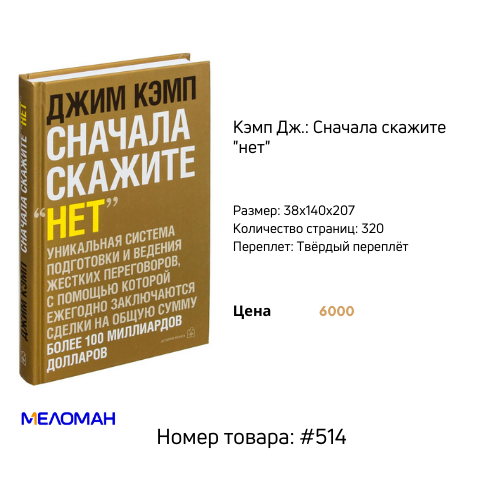 ДЖИМ КЭМП
СНАЧАЛА
СКАЖИТЕ
“НЕТ”
УНИКАЛЬНАЯ СИСТЕМА
ПОДГОТОВКИ И ВЕДЕНИЯ
ЖЕСТКИХ ПЕРЕГОВОРОВ,
С ПОМОЩЬЮ КОТОРОЙ
ЕЖЕГОДНО ЗАКЛЮЧАЮТСЯ
СДЕЛКИ НА ОБЩУЮ СУММУ
БОЛЕЕ 100 МИЛЛИАРДОВ
ДОЛЛАРОВ
ДЖИМ КЭМП СНАЧАЛА СКАЖИТЕ "НЕТ"
Кэмп Дж.: Сначала скажите
"нет"
Размер: 38x140x207
Количество страниц: 320
Переплет: Твёрдый переплёт
Цена 6000
МЕЛОМАН
Номер товара: #514